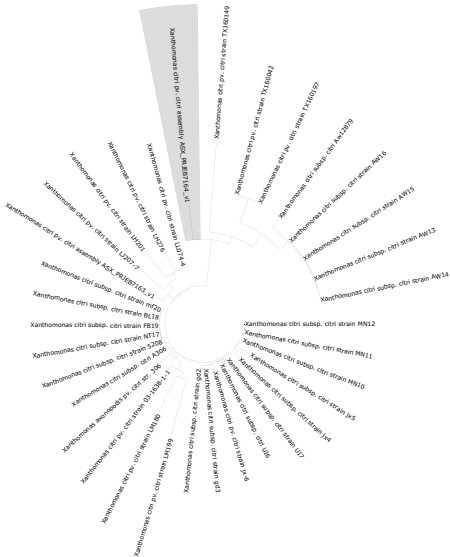 Xanthomonas citri pv. citri assembly ASX_PRJEB7164_v1
Xanthomonas citri pv. citri strain TX160149
Xanthomonas citri pv. citri strain TX160042
Xanthomonas citri pv. citri strain TX160197
Xanthomonas citri subsp. citri Aw12879
Xanthomonas citri subsp. citri strain AW16
Xanthomonas citri subsp. citri strain AW15
Xanthomonas citri subsp. citri strain AW13
Xanthomonas citri subsp. citri strain AW14
Xanthomonas citri subsp. citri strain MN12
Xanthomonas citri subsp. citri strain MN11
Xanthomonas citri subsp. citri strain MN10
Xanthomonas citri subsp. citri strain jx5
Xanthomonas citri subsp. citri strain jx4
Xanthomonas citri subsp. citri strain UI7
Xanthomonas citri subsp. citri UI6
Xanthomonas citri pv. citri strain jx-6
Xanthomonas citri subsp. citri strain gd3
Xanthomonas citri subsp. citri strain gd2
Xanthomonas citri pv. citri strain LM199
Xanthomonas citri pv. citri strain LM180
Xanthomonas citri pv. citri strain 03-1638-1-1
Xanthomonas axonopodis pv. citri str. 306
Xanthomonas citri subsp. citri A306
Xanthomonas citri subsp. citri strain 5208
Xanthomonas citri subsp. citri strain NT17
Xanthomonas citri subsp. citri strain FB19
Xanthomonas citri subsp. citri strain BL18
Xanthomonas citri subsp. citri strain mf20
Xanthomonas citri pv. citri assembly ASX_PRJEB7163_v1
Xanthomonas citri pv. citri strain LJ207-7
Xanthomonas citri pv. citri strain LH201
Xanthomonas citri pv. citri strain LH276
Xanthomonas citri pv. citri strain LL074-4